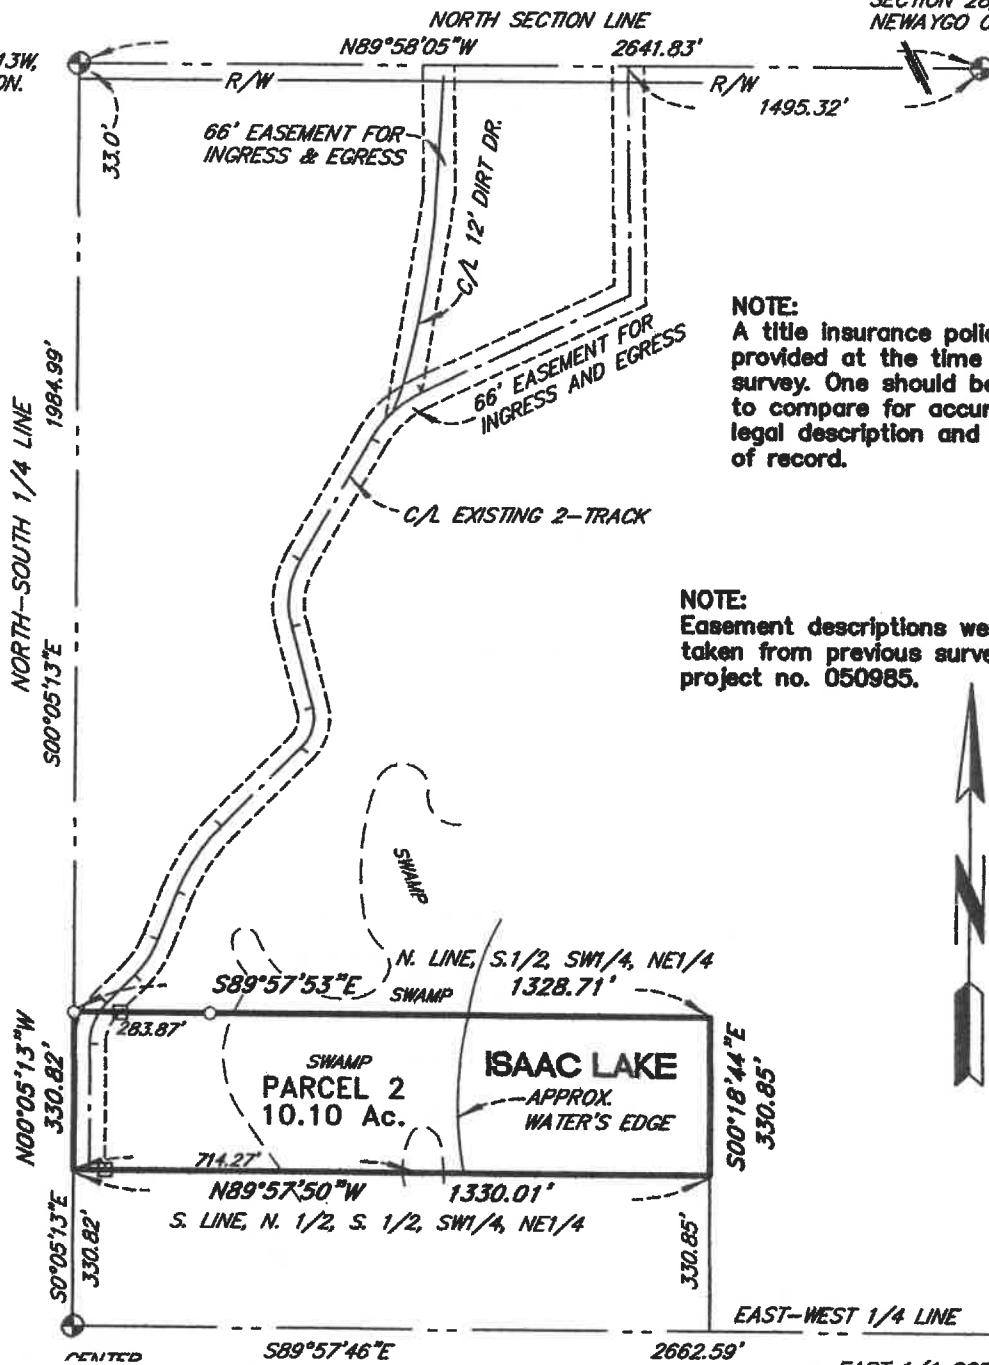 NORTH SECTION LINE
SECTION 28,
NEWAYGO C
N89°58'05"W
2641.83'
13W,
ON.
R/W
R/W
1495.32'
33.0'
66' EASEMENT FOR
INGRESS & EGRESS
C/L 12' DIRT DR.
NOTE:
A title insurance polic
provided at the time
survey. One should be
to compare for accur
legal description and
of record.
66' EASEMENT FOR
INGRESS AND EGRESS
1984.99'
NORTH-SOUTH 1/4 LINE
S00°05'13"E
C/L EXISTING 2-TRACK
NOTE:
Easement descriptions we
taken from previous surve
project no. 050985.
N
SWAMP
N. LINE, S.1/2, SW1/4, NE1/4
S89°57'53"E
SWAMP
1328.71'
283.87'
N00°05'13"W
330.82'
SWAMP
PARCEL 2
10.10 Ac.
ISAAC LAKE
APPROX.
WATER'S EDGE
S00°18'44"E
330.85'
714.27'
N89°57'50"W
1330.01'
S. LINE, N. 1/2, S. 1/2, SW1/4, NE1/4
S0°05'13"E
330.82'
330.85'
EAST-WEST 1/4 LINE
CENTER
S89°57'46"E
2662.59'